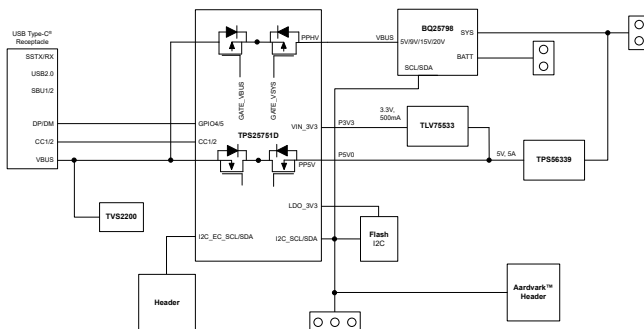 USB Type-C®
Receptade
SSTX/RX
USB2.0
SBU1/2
DP/DM
CC1/2
VBUS
TVS2200
GATE_VBUS
GATE_VSYS
PPHV
GPIO4/5
CC1/2
TPS25751D
VIN_3V3
PP5V
LDO_3V3
I2C_EC_SCL/SDA
I2C_SCL/SDA
Header
VBUS
BQ25798
5V/9V/15V/20V
SYS
BATT
SCL/SDA
P3V3
3.3V,
500mA
TLV75533
P5V0
5V, 5A
TPS56339
Flash
I2C
Aardvark™
Header